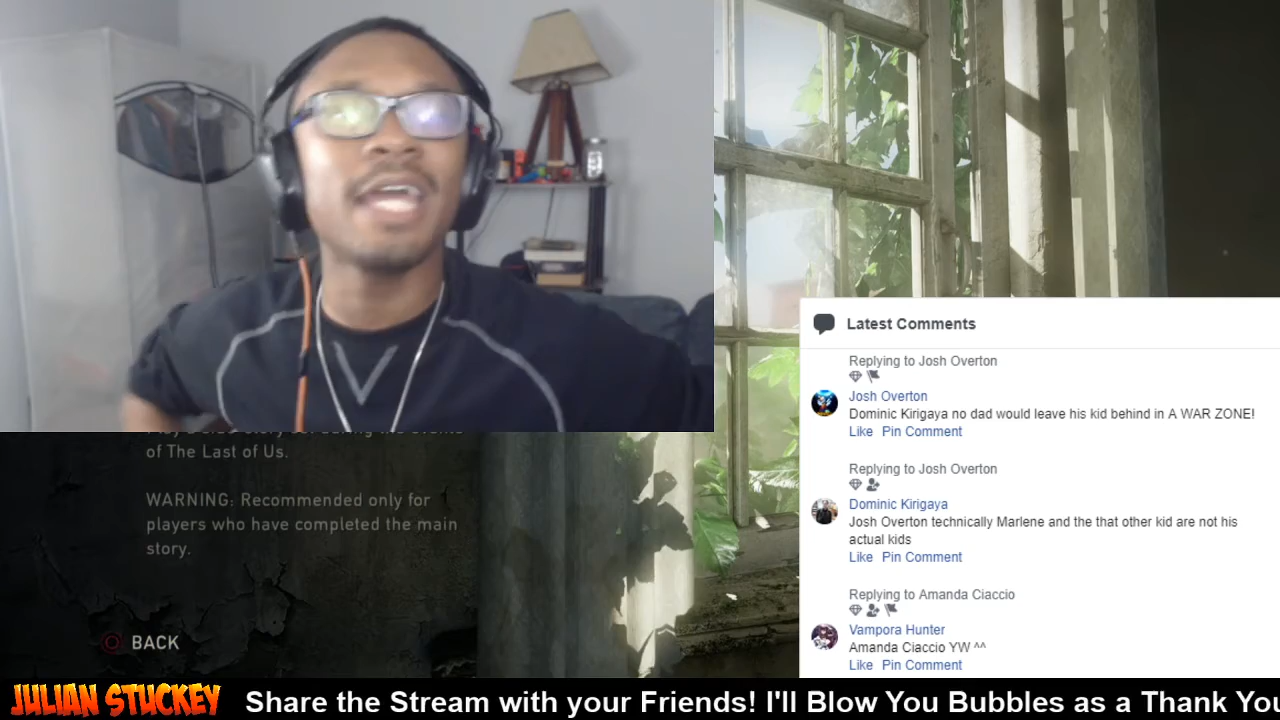 of The Last of Us.
WARNING: Recommended only for
players who have completed the main
story.
BACK
Latest Comments
Replying to Josh Overton
Josh Overton
Dominic Kirigaya no dad would leave his kid behind in A WAR ZONE!
Like Pin Comment
Replying to Josh Overton
Dominic Kirigaya
Josh Overton technically Marlene and the that other kid are not his
actual kids
Like Pin Comment
Replying to Amanda Ciaccio
Vampora Hunter
Amanda Ciaccio YW ^^
Like Pin Comment
JULIAN STUCKEY
Share the Stream with your Friends! I'll Blow You Bubbles as a Thank You